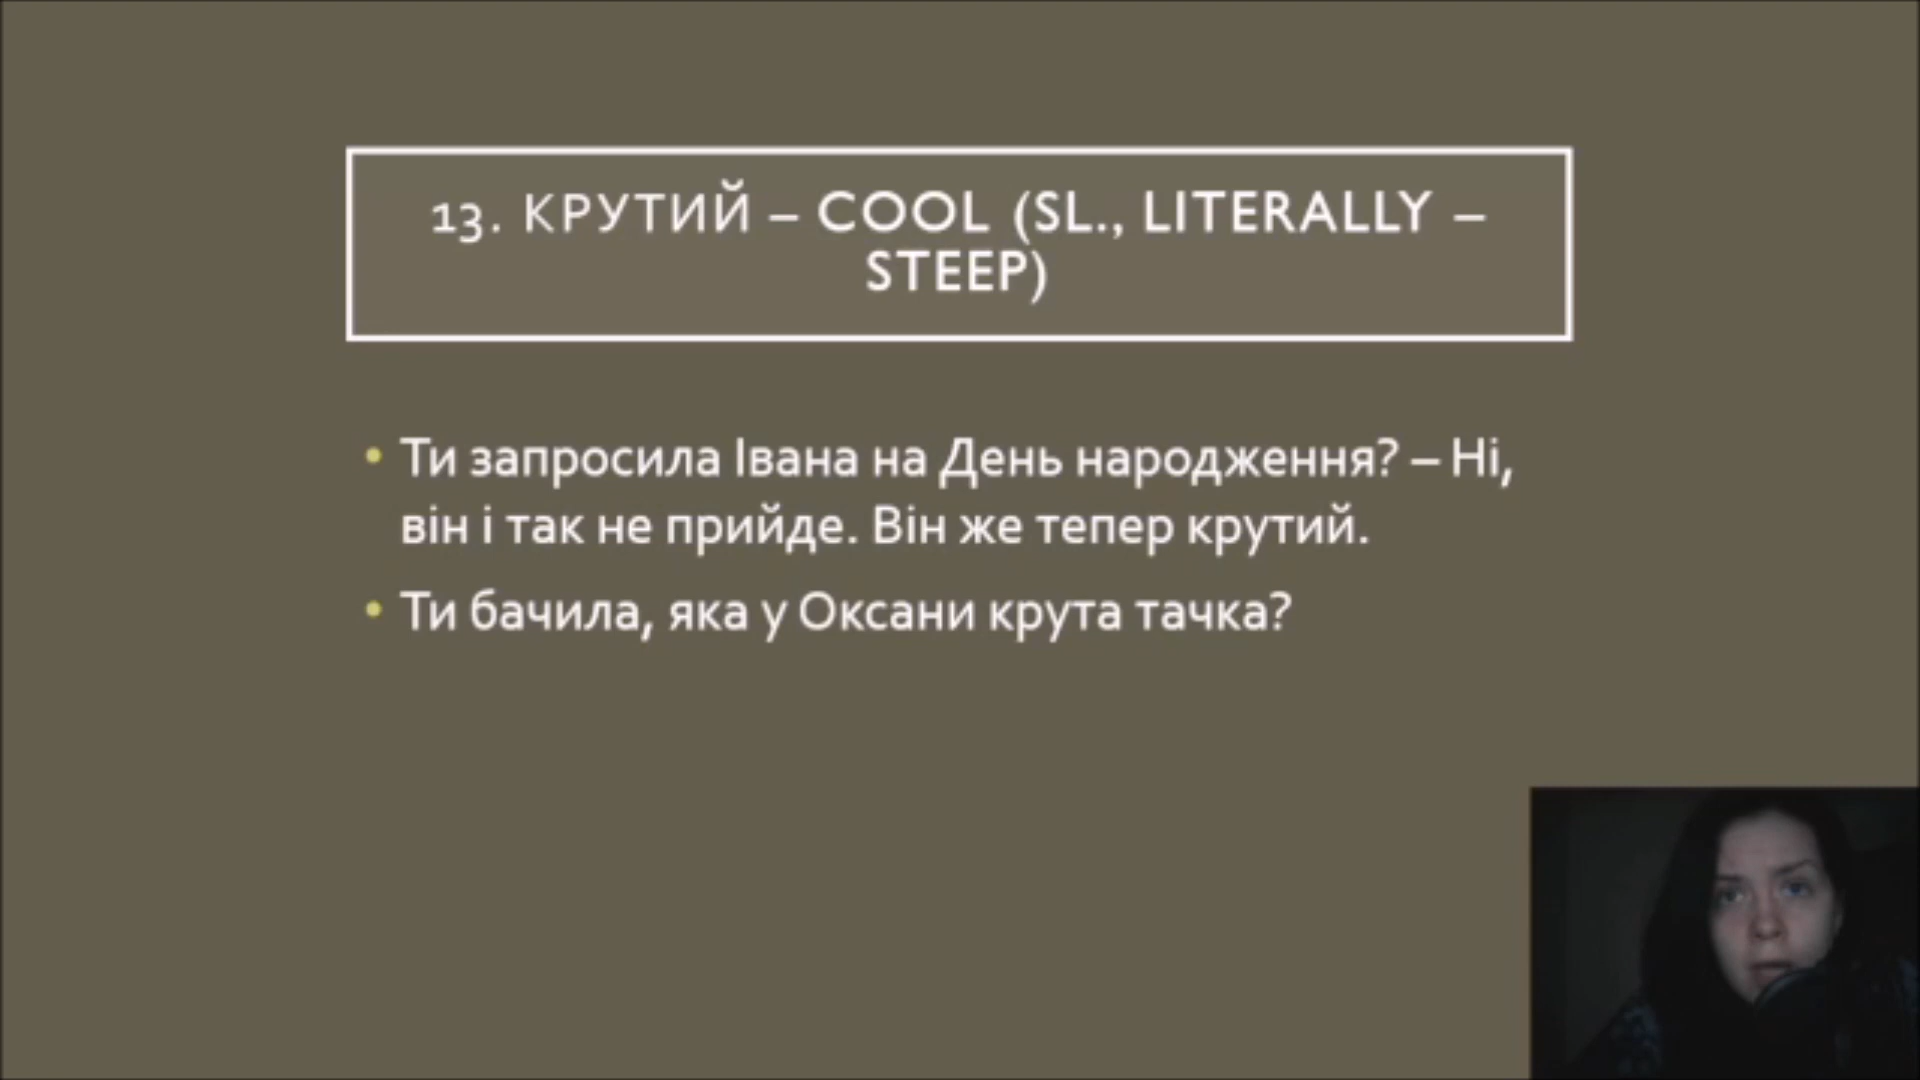 13. КРУТИЙ – COOL (SL., LITERALLY –
STEEP)
• Ти запросила Івана на День народження? – Ні,
він і так не прийде. Він же тепер крутий.
• Ти бачила, яка у Оксани крута тачка?